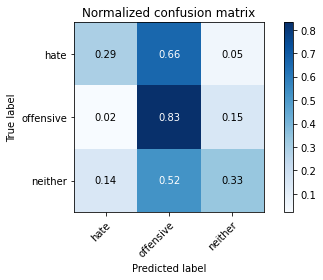 Normalized confusion matrix
True label
hate
0.29 0.66 0.05
offensive
0.02 0.83 0.15
neither
0.14 0.52 0.33
hate offensive neither
Predicted label
0.8
0.7
0.6
0.5
0.4
0.3
0.2
0.1